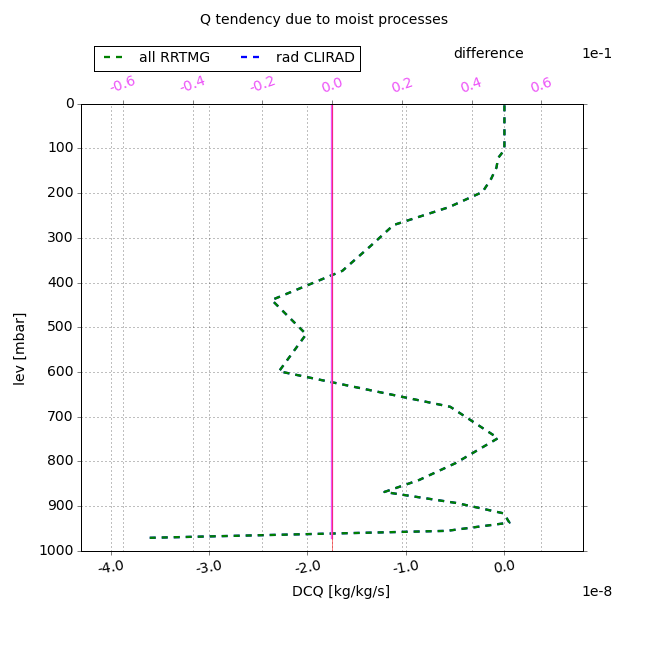 Q tendency due to moist processes
all RRTMG rad CLIRAD difference 1e-1
-0.6 -0.4 -0.2 0.0 0.2 0.4 0.6
0
100
200
300
400
500
600
700
800
900
1000
lev [mbar]
-4.0 -3.0 -2.0 -1.0 0.0
DCQ [kg/kg/s] 1e-8